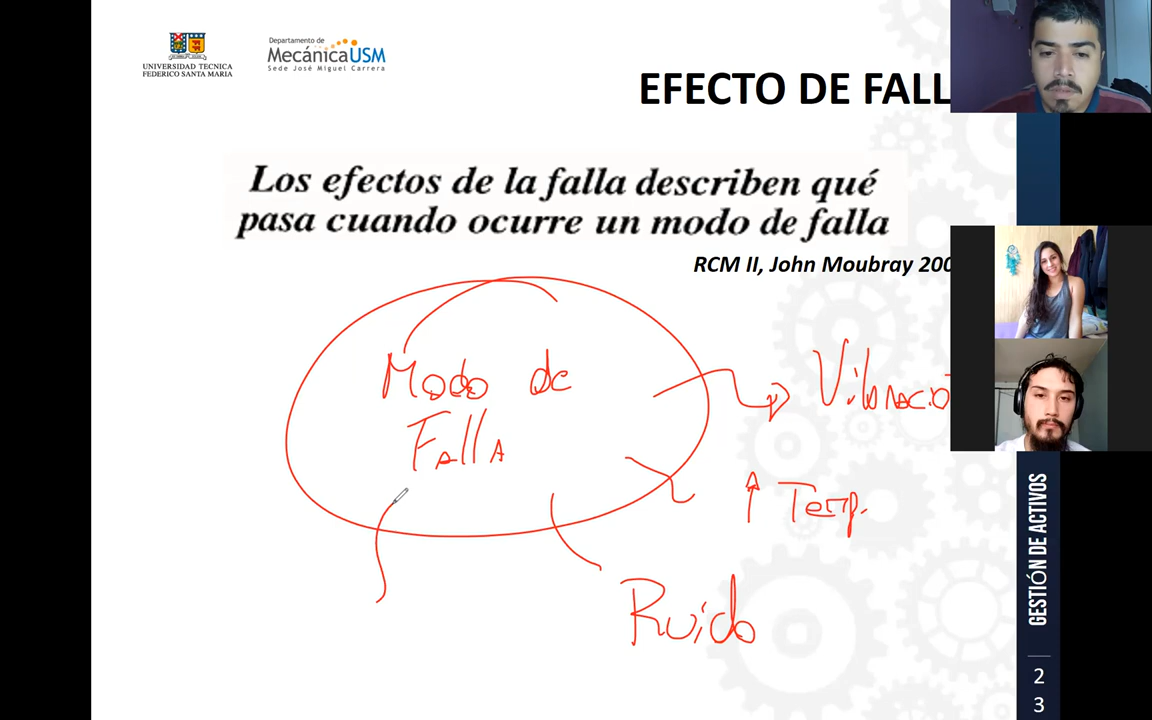 UNIVERSIDAD TECNICA
FEDERICO SANTA MARIA
Departamento de
MecánicaUSM
Sede José Miguel Carrera
EFECTO DE FALL
Los efectos de la falla describen qué
pasa cuando ocurre un modo de falla
RCM II, John Moubray 200
Modo de
Falla
Vibració
↑ Temp.
Ruido
GESTIÓN DE ACTIVOS
2
3